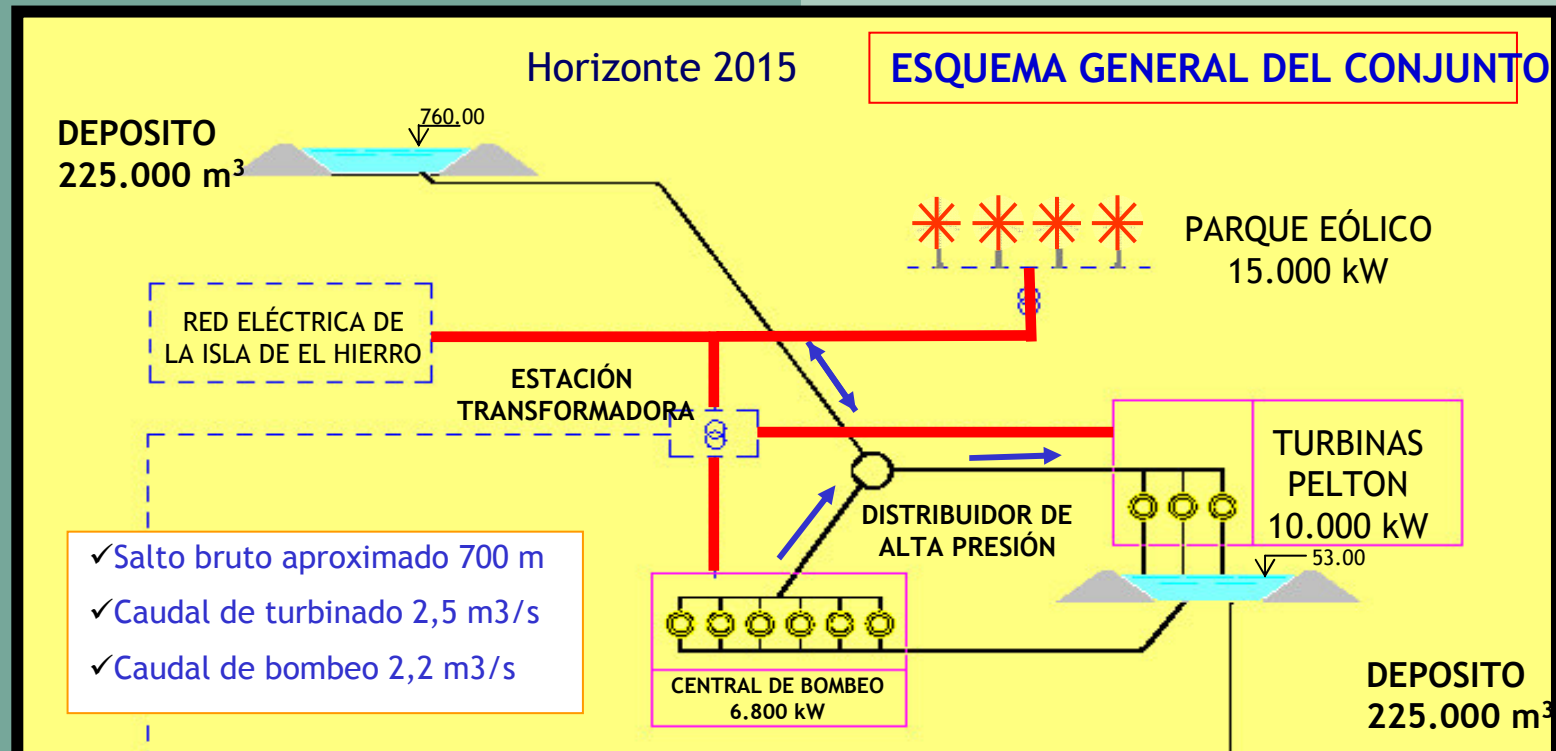 Horizonte 2015
ESQUEMA GENERAL DEL CONJUNTO
DEPOSITO
225.000 m³
760.00
PARQUE EÓLICO
15.000 kW
RED ELÉCTRICA DE
LA ISLA DE EL HIERRO
ESTACIÓN
TRANSFORMADORA
TURBINAS
PELTON
10.000 kW
DISTRIBUIDOR DE
ALTA PRESIÓN
53.00
✓Salto bruto aproximado 700 m
✓Caudal de turbinado 2,5 m3/s
✓Caudal de bombeo 2,2 m3/s
CENTRAL DE BOMBEO
6.800 kW
DEPOSITO
225.000 m³